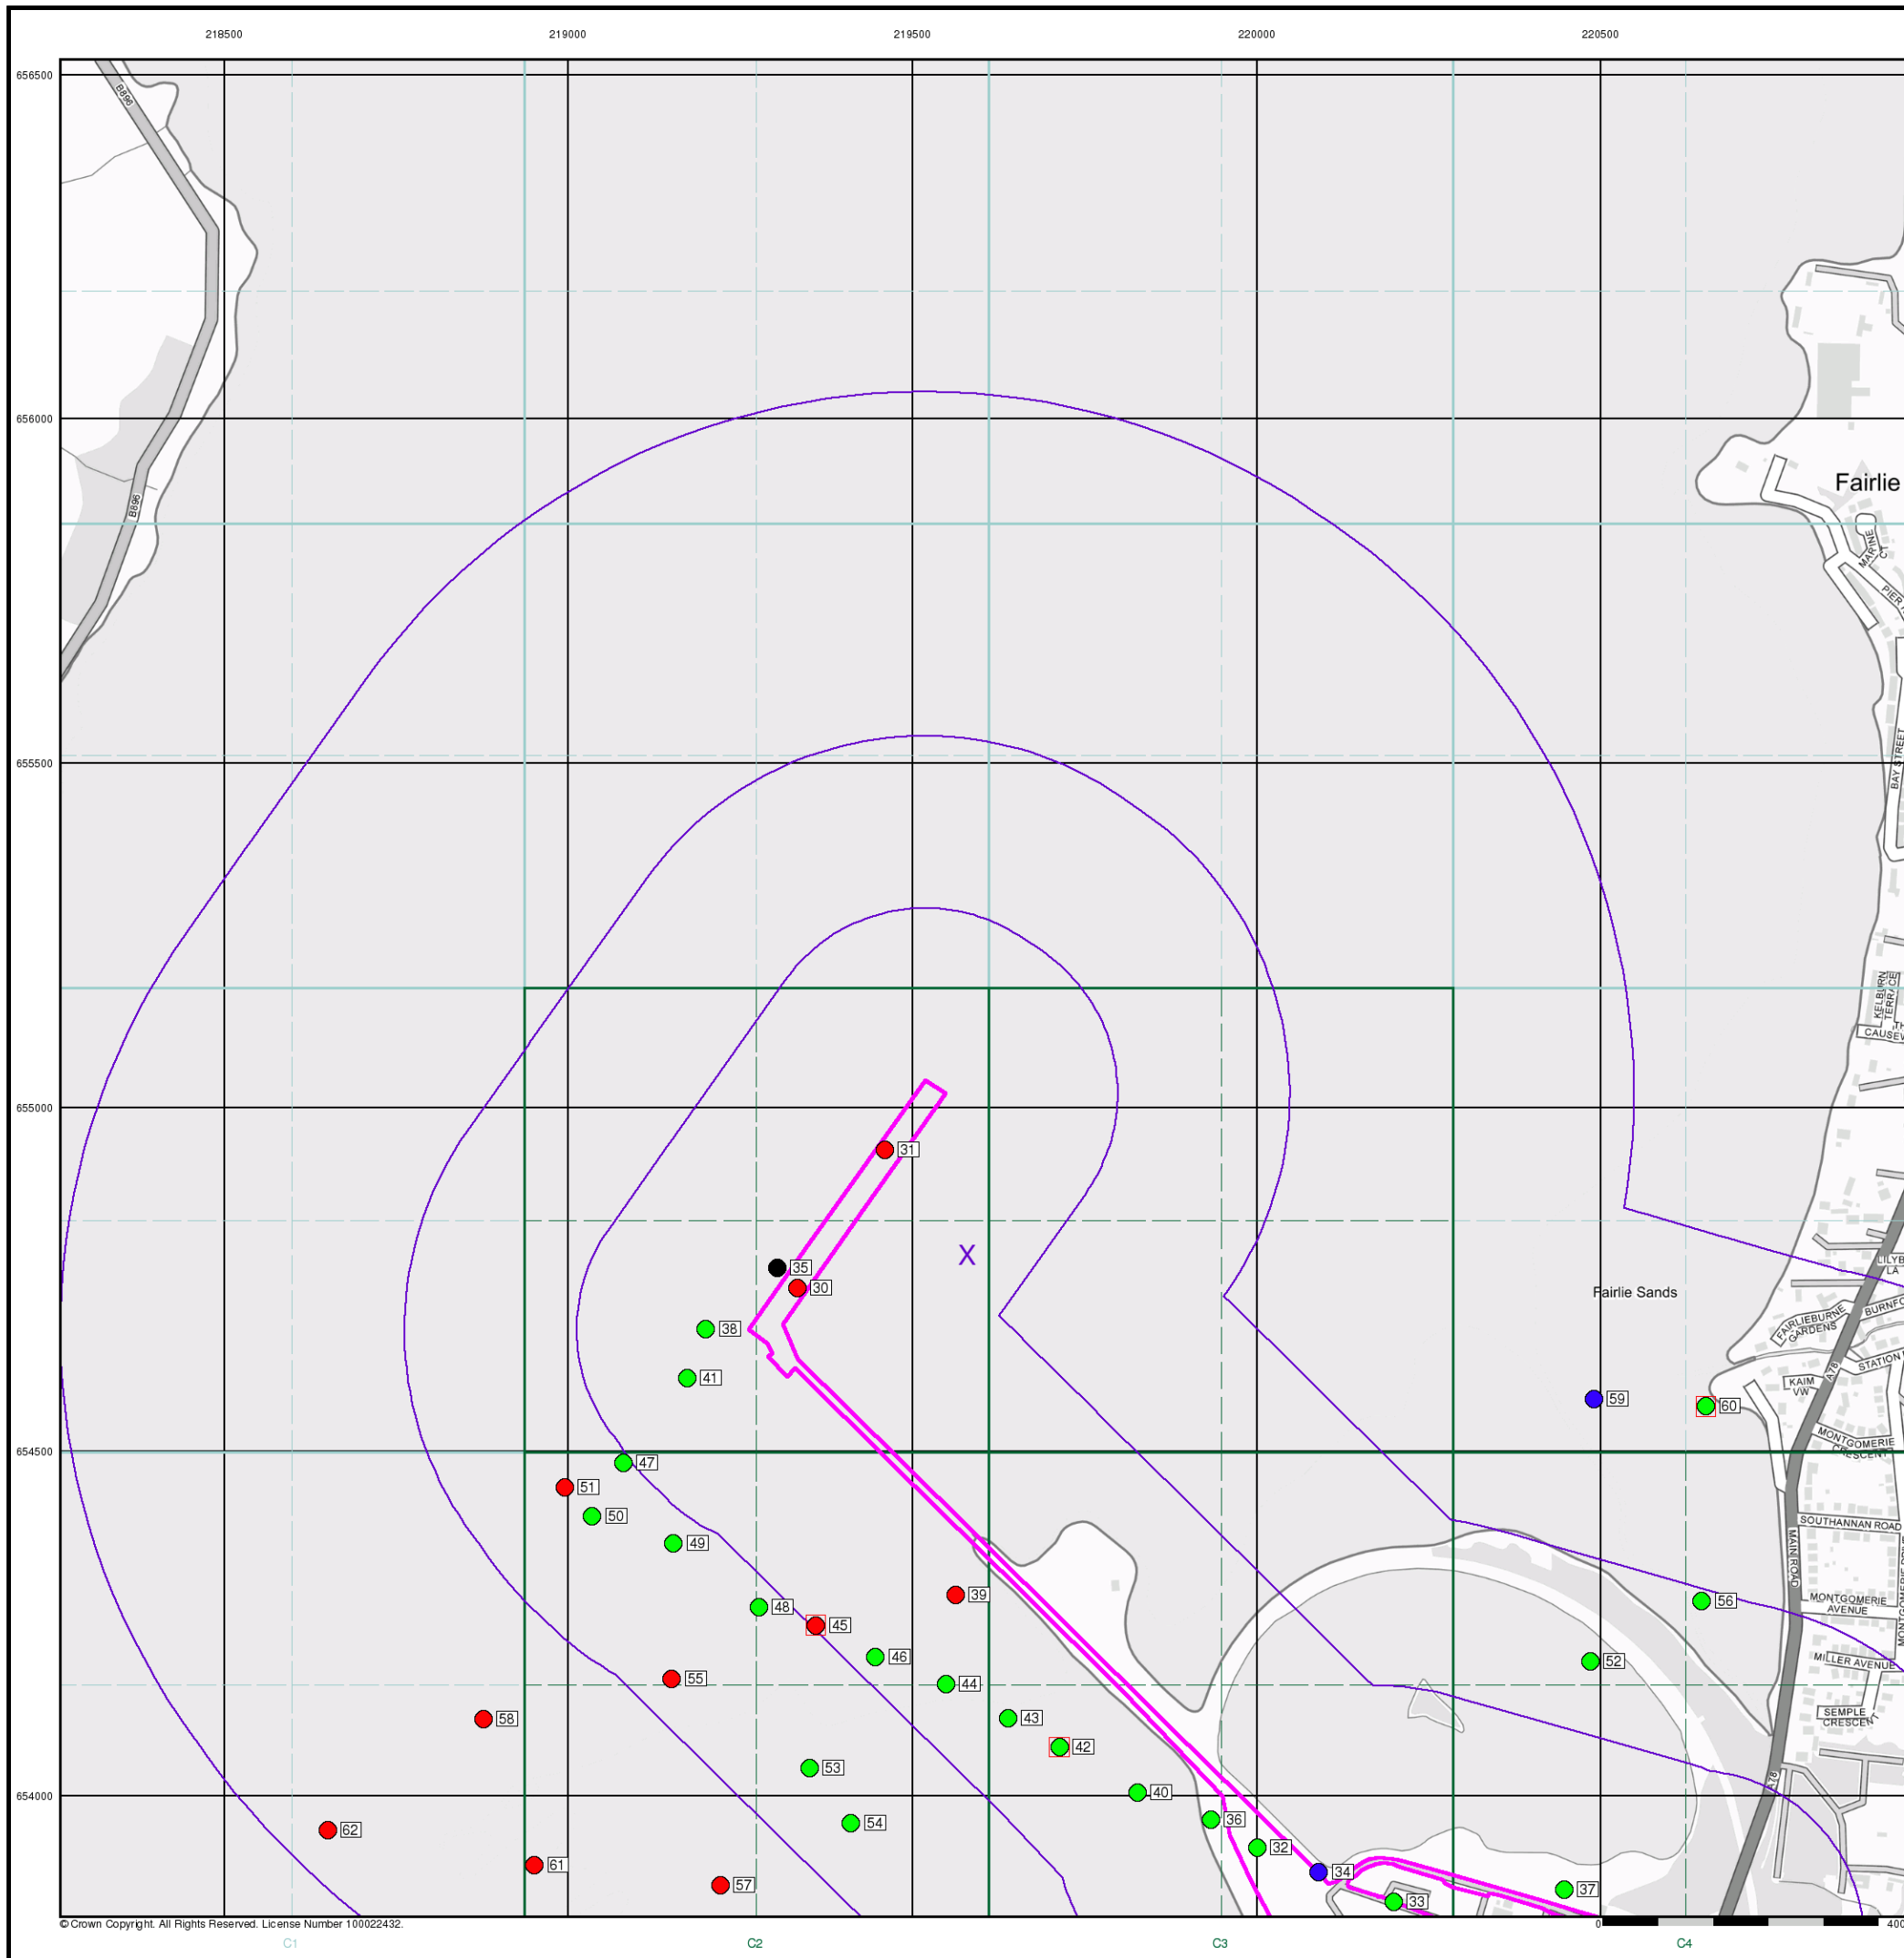 218500 219000 219500 220000 220500
656500
B896
656000
Fairlie
B896
MARINE CT
PIER
655500
BAY STREET
KELBURN TERRACE
CAUSEW
655000
31
X
LILYB
LA
35
30
Fairlie Sands
FAIRLIEBURNE GARDENS
BURNFO
38
STATION
A78
41
KAIM VW
59
60
654500
MONTGOMERIE CRESCENT
47
51
50
SOUTHANNAN ROAD
49
MAIN ROAD
39
MONTGOMERIE AVENUE
56
48
45
46
52
MILLER AVENUE
55
44
SEMPLE CRESCENT
58
43
42
53
A78
654000
40
54
36
62
32
61
34
57
37
33
© Crown Copyright. All Rights Reserved. License Number 100022432.
0 400
C1 C2 C3 C4